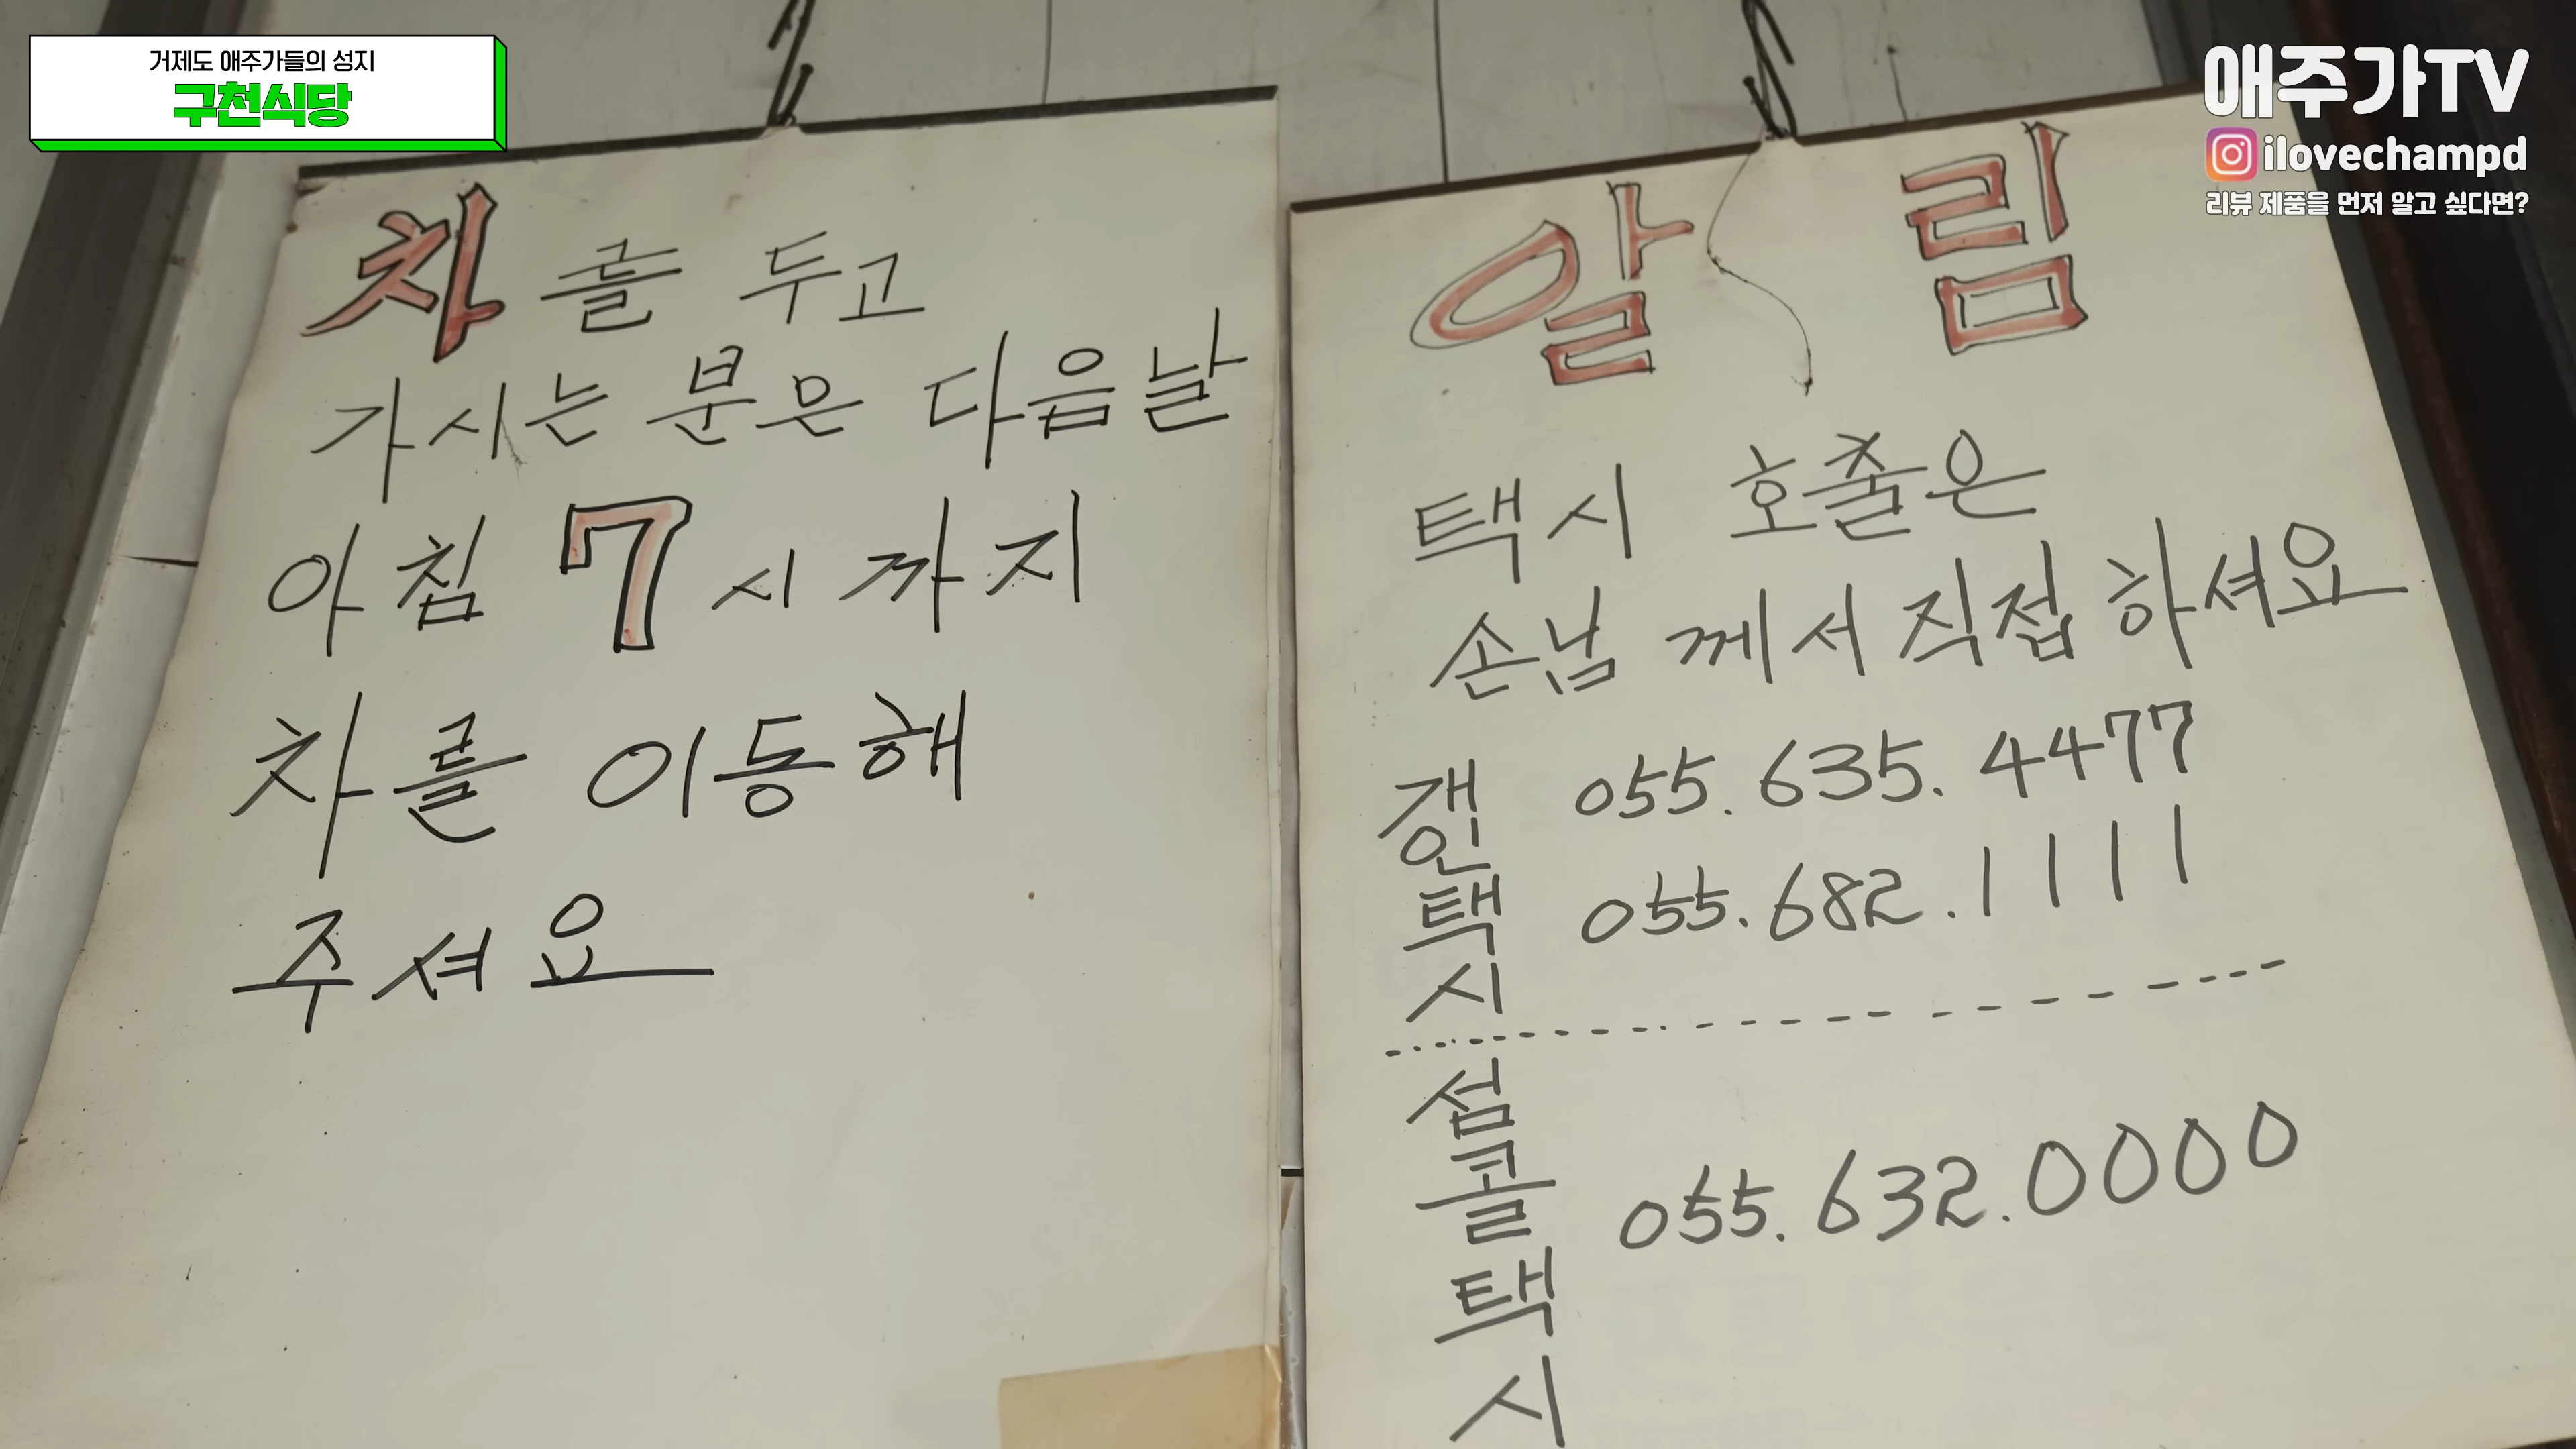 거제도 애주가들의 성지
구천식당
애주가TV
ilovechampd
리뷰 제품을 먼저 알고 싶다면?
차를 두고
가시는 분은 다음날
아침 7시까지
차를 이동해
주셔요
알림
택시 호출은
손님께서 직접 하셔요
개인택시
055.635.4477
055.682.1111
섬콜택시
055.632.0000